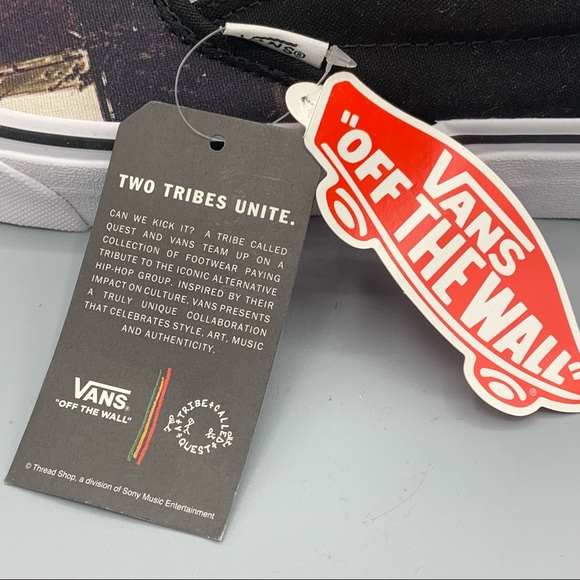 VANS®
TWO TRIBES UNITE.
CAN WE KICK IT? A TRIBE CALLED
QUEST AND VANS TEAM UP ON A
COLLECTION OF FOOTWEAR PAYING
TRIBUTE TO THE ICONIC ALTERNATIVE
HIP-HOP GROUP. INSPIRED BY THEIR
IMPACT ON CULTURE, VANS PRESENTS
A TRULY UNIQUE COLLABORATION
THAT CELEBRATES STYLE, ART, MUSIC
AND AUTHENTICITY.
VANS®
"OFF THE WALL"
A TRIBE CALLED QUEST
© Thread Shop, a division of Sony Music Entertainment
VANS
"OFF THE WALL"
®